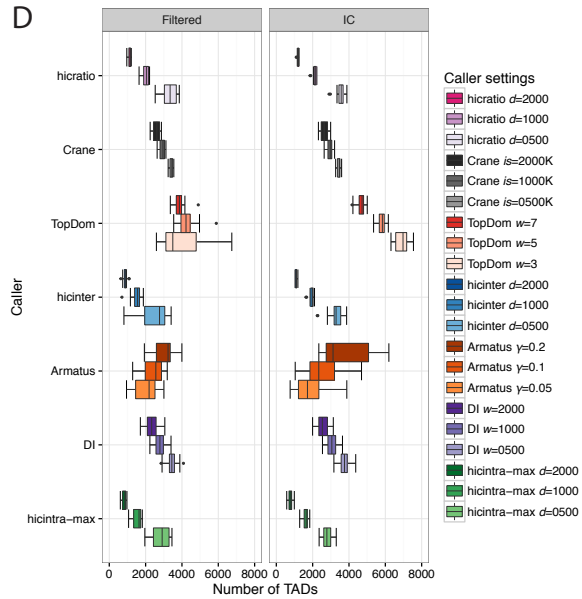 D
Filtered IC
hicratio
Crane
TopDom
hicinter
Armatus
DI
hicintra-max
Caller
0 2000 4000 6000 8000 0 2000 4000 6000 8000
Number of TADs
Caller settings
hicratio d=2000
hicratio d=1000
hicratio d=0500
Crane is=2000K
Crane is=1000K
Crane is=0500K
TopDom w=7
TopDom w=5
TopDom w=3
hicinter d=2000
hicinter d=1000
hicinter d=0500
Armatus γ=0.2
Armatus γ=0.1
Armatus γ=0.05
DI w=2000
DI w=1000
DI w=0500
hicintra-max d=2000
hicintra-max d=1000
hicintra-max d=0500